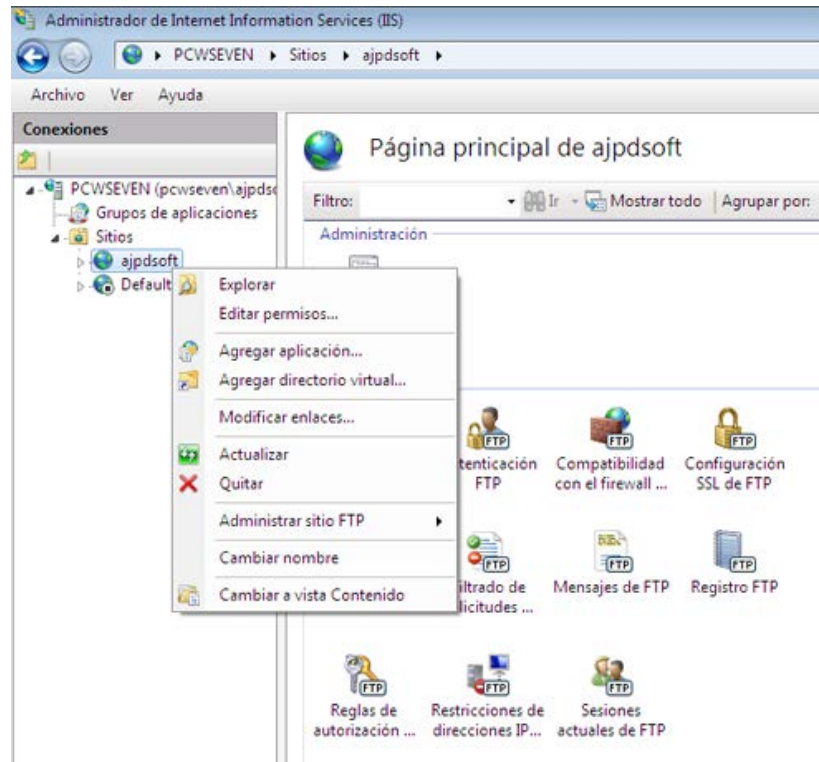 Administrador de Internet Information Services (IIS)
PCWSEVEN Sitios ajpdsoft
Archivo Ver Ayuda
Conexiones
PCWSEVEN (pcwseven\ajpdsc
Grupos de aplicaciones
Sitios
ajpdsoft
Default
Explorar
Editar permisos...
Agregar aplicación...
Agregar directorio virtual...
Modificar enlaces...
Actualizar
Quitar
Administrar sitio FTP
Cambiar nombre
Cambiar a vista Contenido
Página principal de ajpdsoft
Filtro: Ir Mostrar todo Agrupar por:
Administración
FTP FTP FTP
tenticación Compatibilidad Configuración
FTP con el firewall ... SSL de FTP
FTP FTP FTP
iltrado de Mensajes de FTP Registro FTP
licitudes ...
FTP FTP FTP
Reglas de Restricciones de Sesiones
autorización ... direcciones IP... actuales de FTP